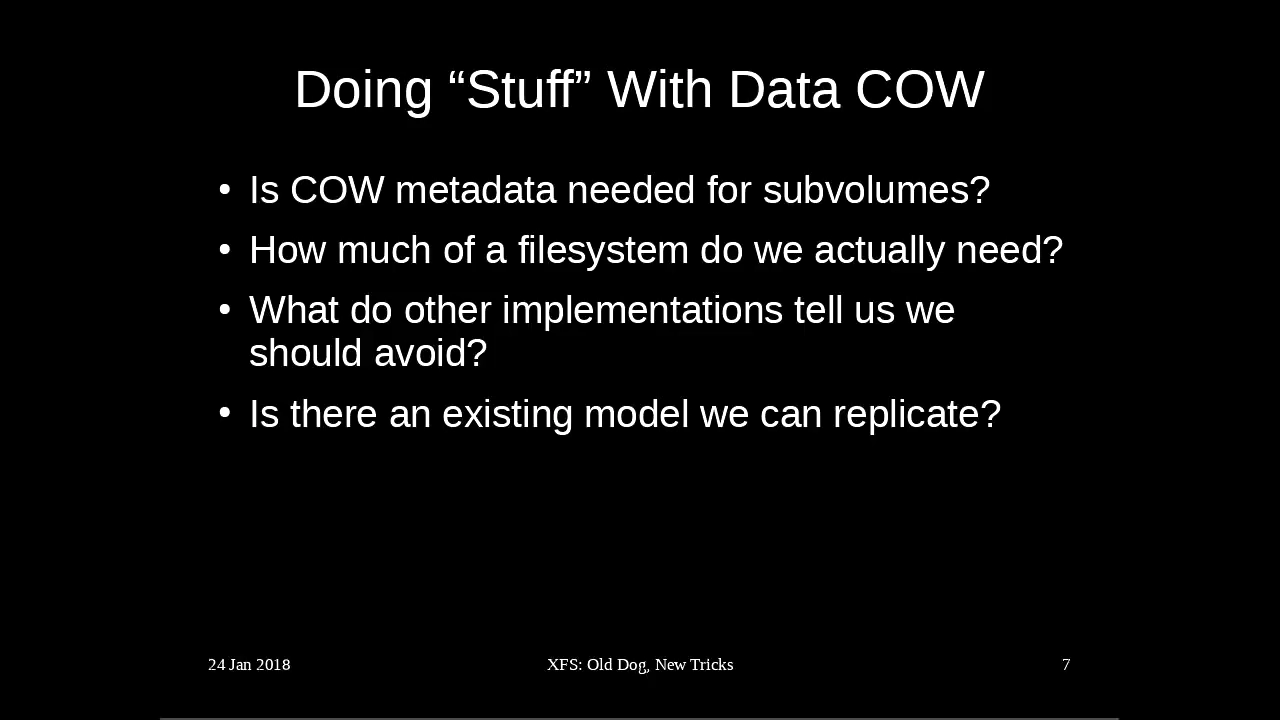 Doing “Stuff” With Data COW
• Is COW metadata needed for subvolumes?
• How much of a filesystem do we actually need?
• What do other implementations tell us we
should avoid?
• Is there an existing model we can replicate?
24 Jan 2018
XFS: Old Dog, New Tricks
7